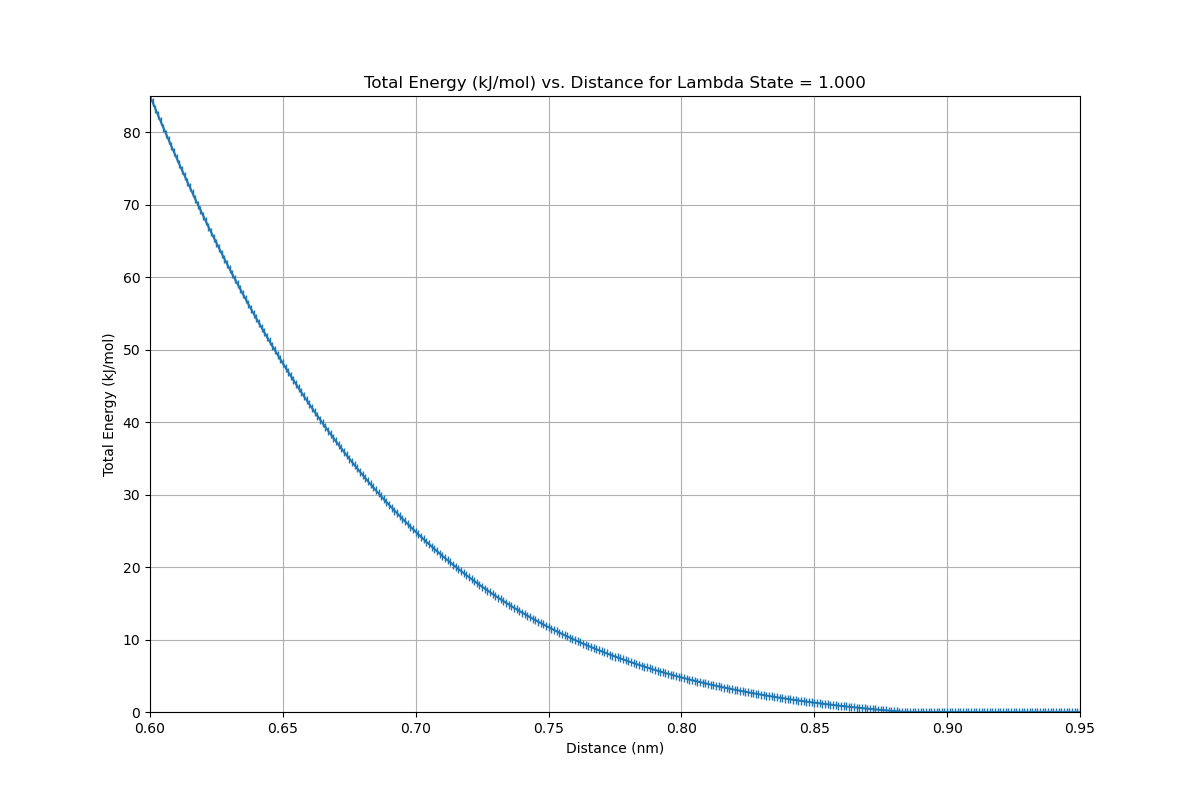 Total Energy (kJ/mol) vs. Distance for Lambda State = 1.000
Total Energy (kJ/mol)
80
70
60
50
40
30
20
10
0
0.60 0.65 0.70 0.75 0.80 0.85 0.90 0.95
Distance (nm)